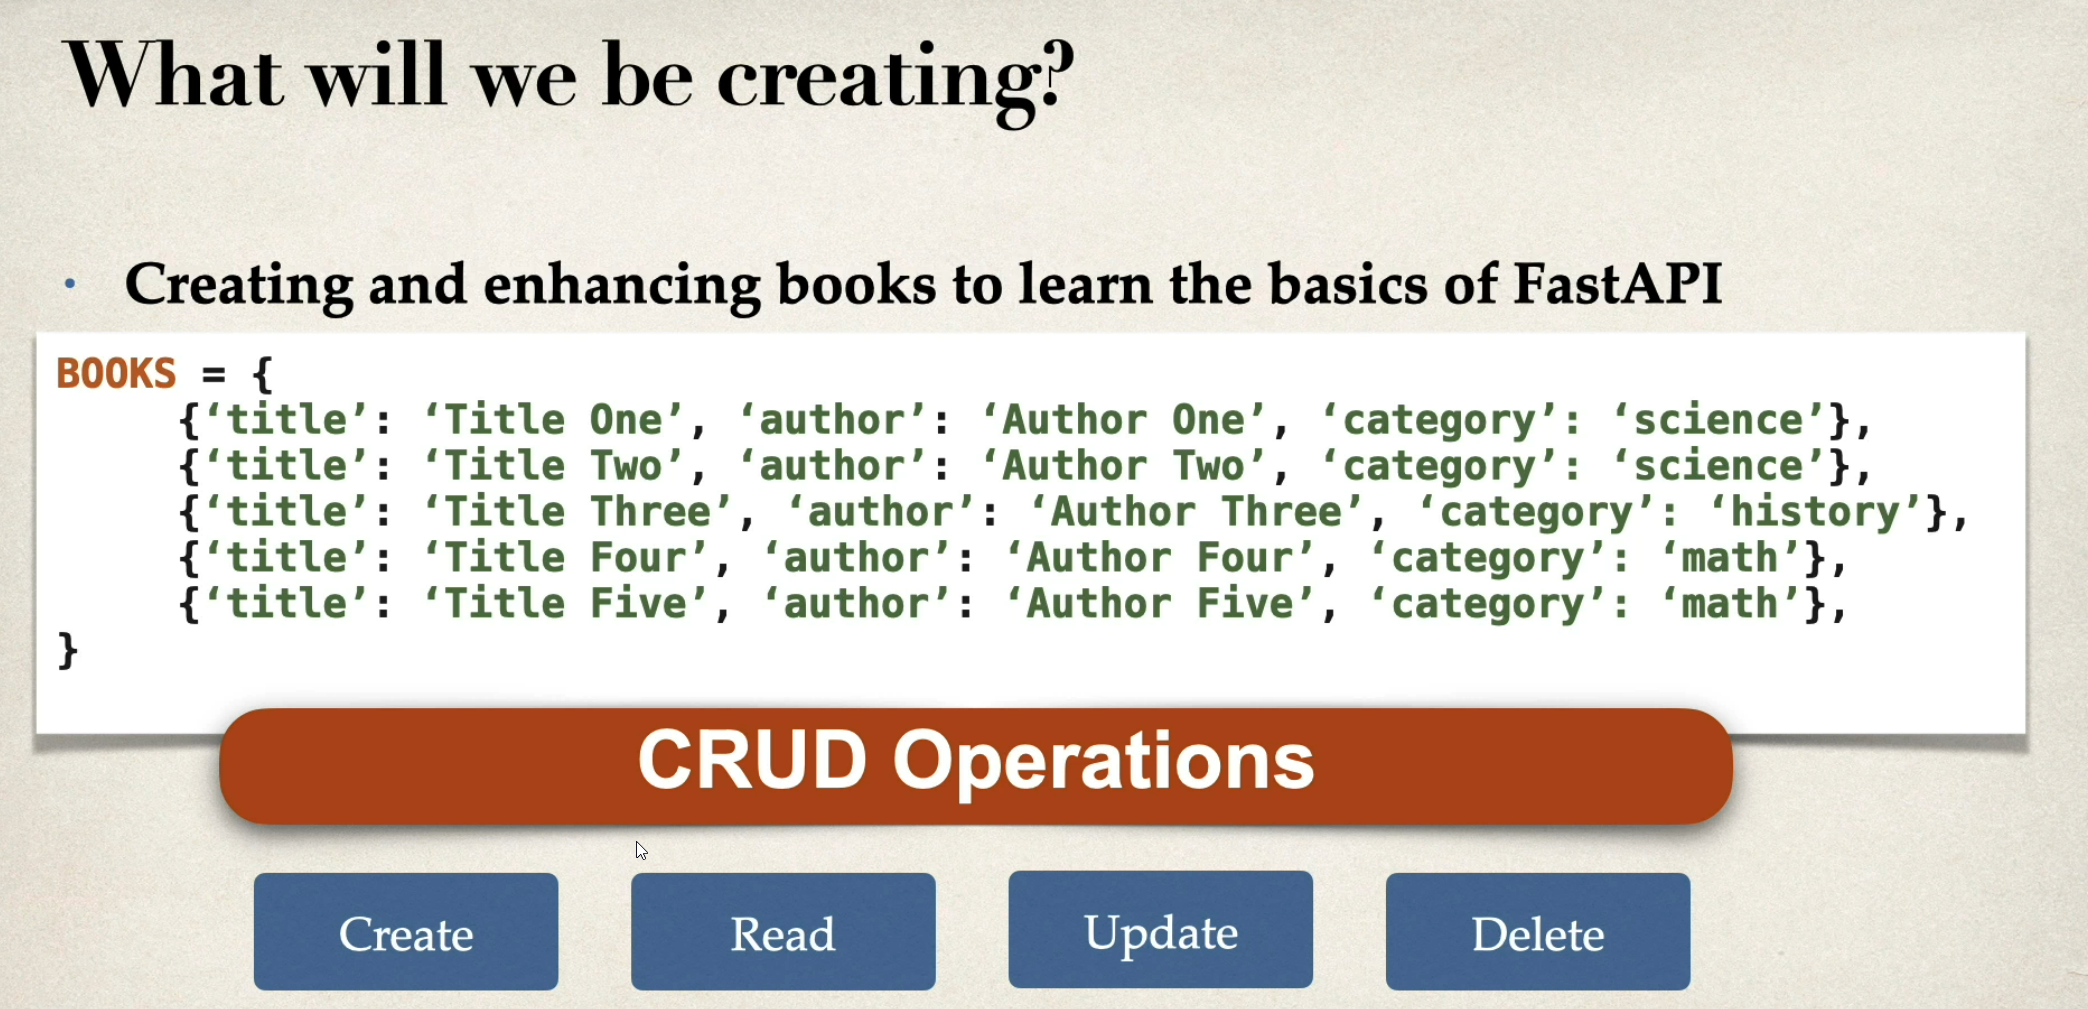 What will we be creating?
• Creating and enhancing books to learn the basics of FastAPI
BOOKS = {
{‘title’: ‘Title One’, ‘author’: ‘Author One’, ‘category’: ‘science’},
{‘title’: ‘Title Two’, ‘author’: ‘Author Two’, ‘category’: ‘science’},
{‘title’: ‘Title Three’, ‘author’: ‘Author Three’, ‘category’: ‘history’},
{‘title’: ‘Title Four’, ‘author’: ‘Author Four’, ‘category’: ‘math’},
{‘title’: ‘Title Five’, ‘author’: ‘Author Five’, ‘category’: ‘math’},
}
CRUD Operations
Create
Read
Update
Delete